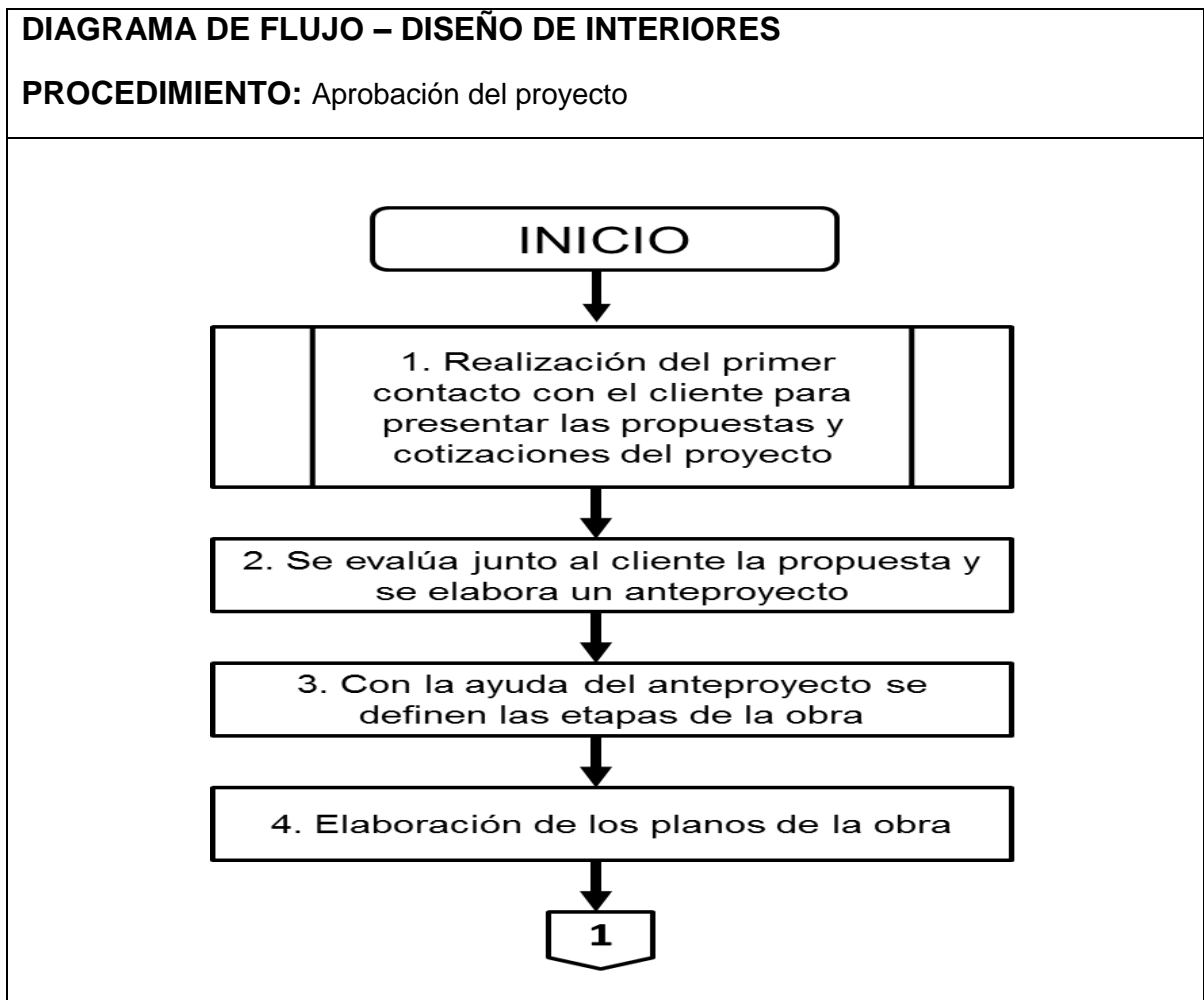 DIAGRAMA DE FLUJO – DISEÑO DE INTERIORES
PROCEDIMIENTO: Aprobación del proyecto
INICIO
1. Realización del primer
contacto con el cliente para
presentar las propuestas y
cotizaciones del proyecto
2. Se evalúa junto al cliente la propuesta y
se elabora un anteproyecto
3. Con la ayuda del anteproyecto se
definen las etapas de la obra
4. Elaboración de los planos de la obra
1